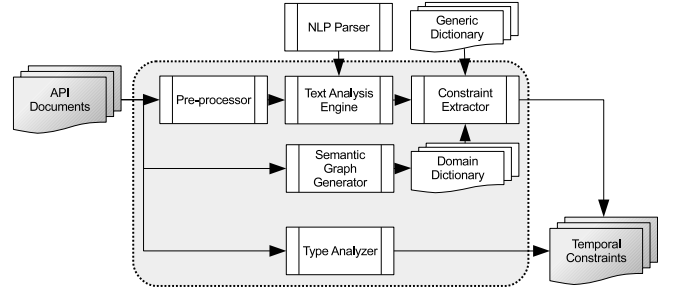 NLP Parser
Generic
Dictionary
API
Documents
Pre-processor
Text Analysis
Engine
Constraint
Extractor
Semantic
Graph
Generator
Domain
Dictionary
Type Analyzer
Temporal
Constraints